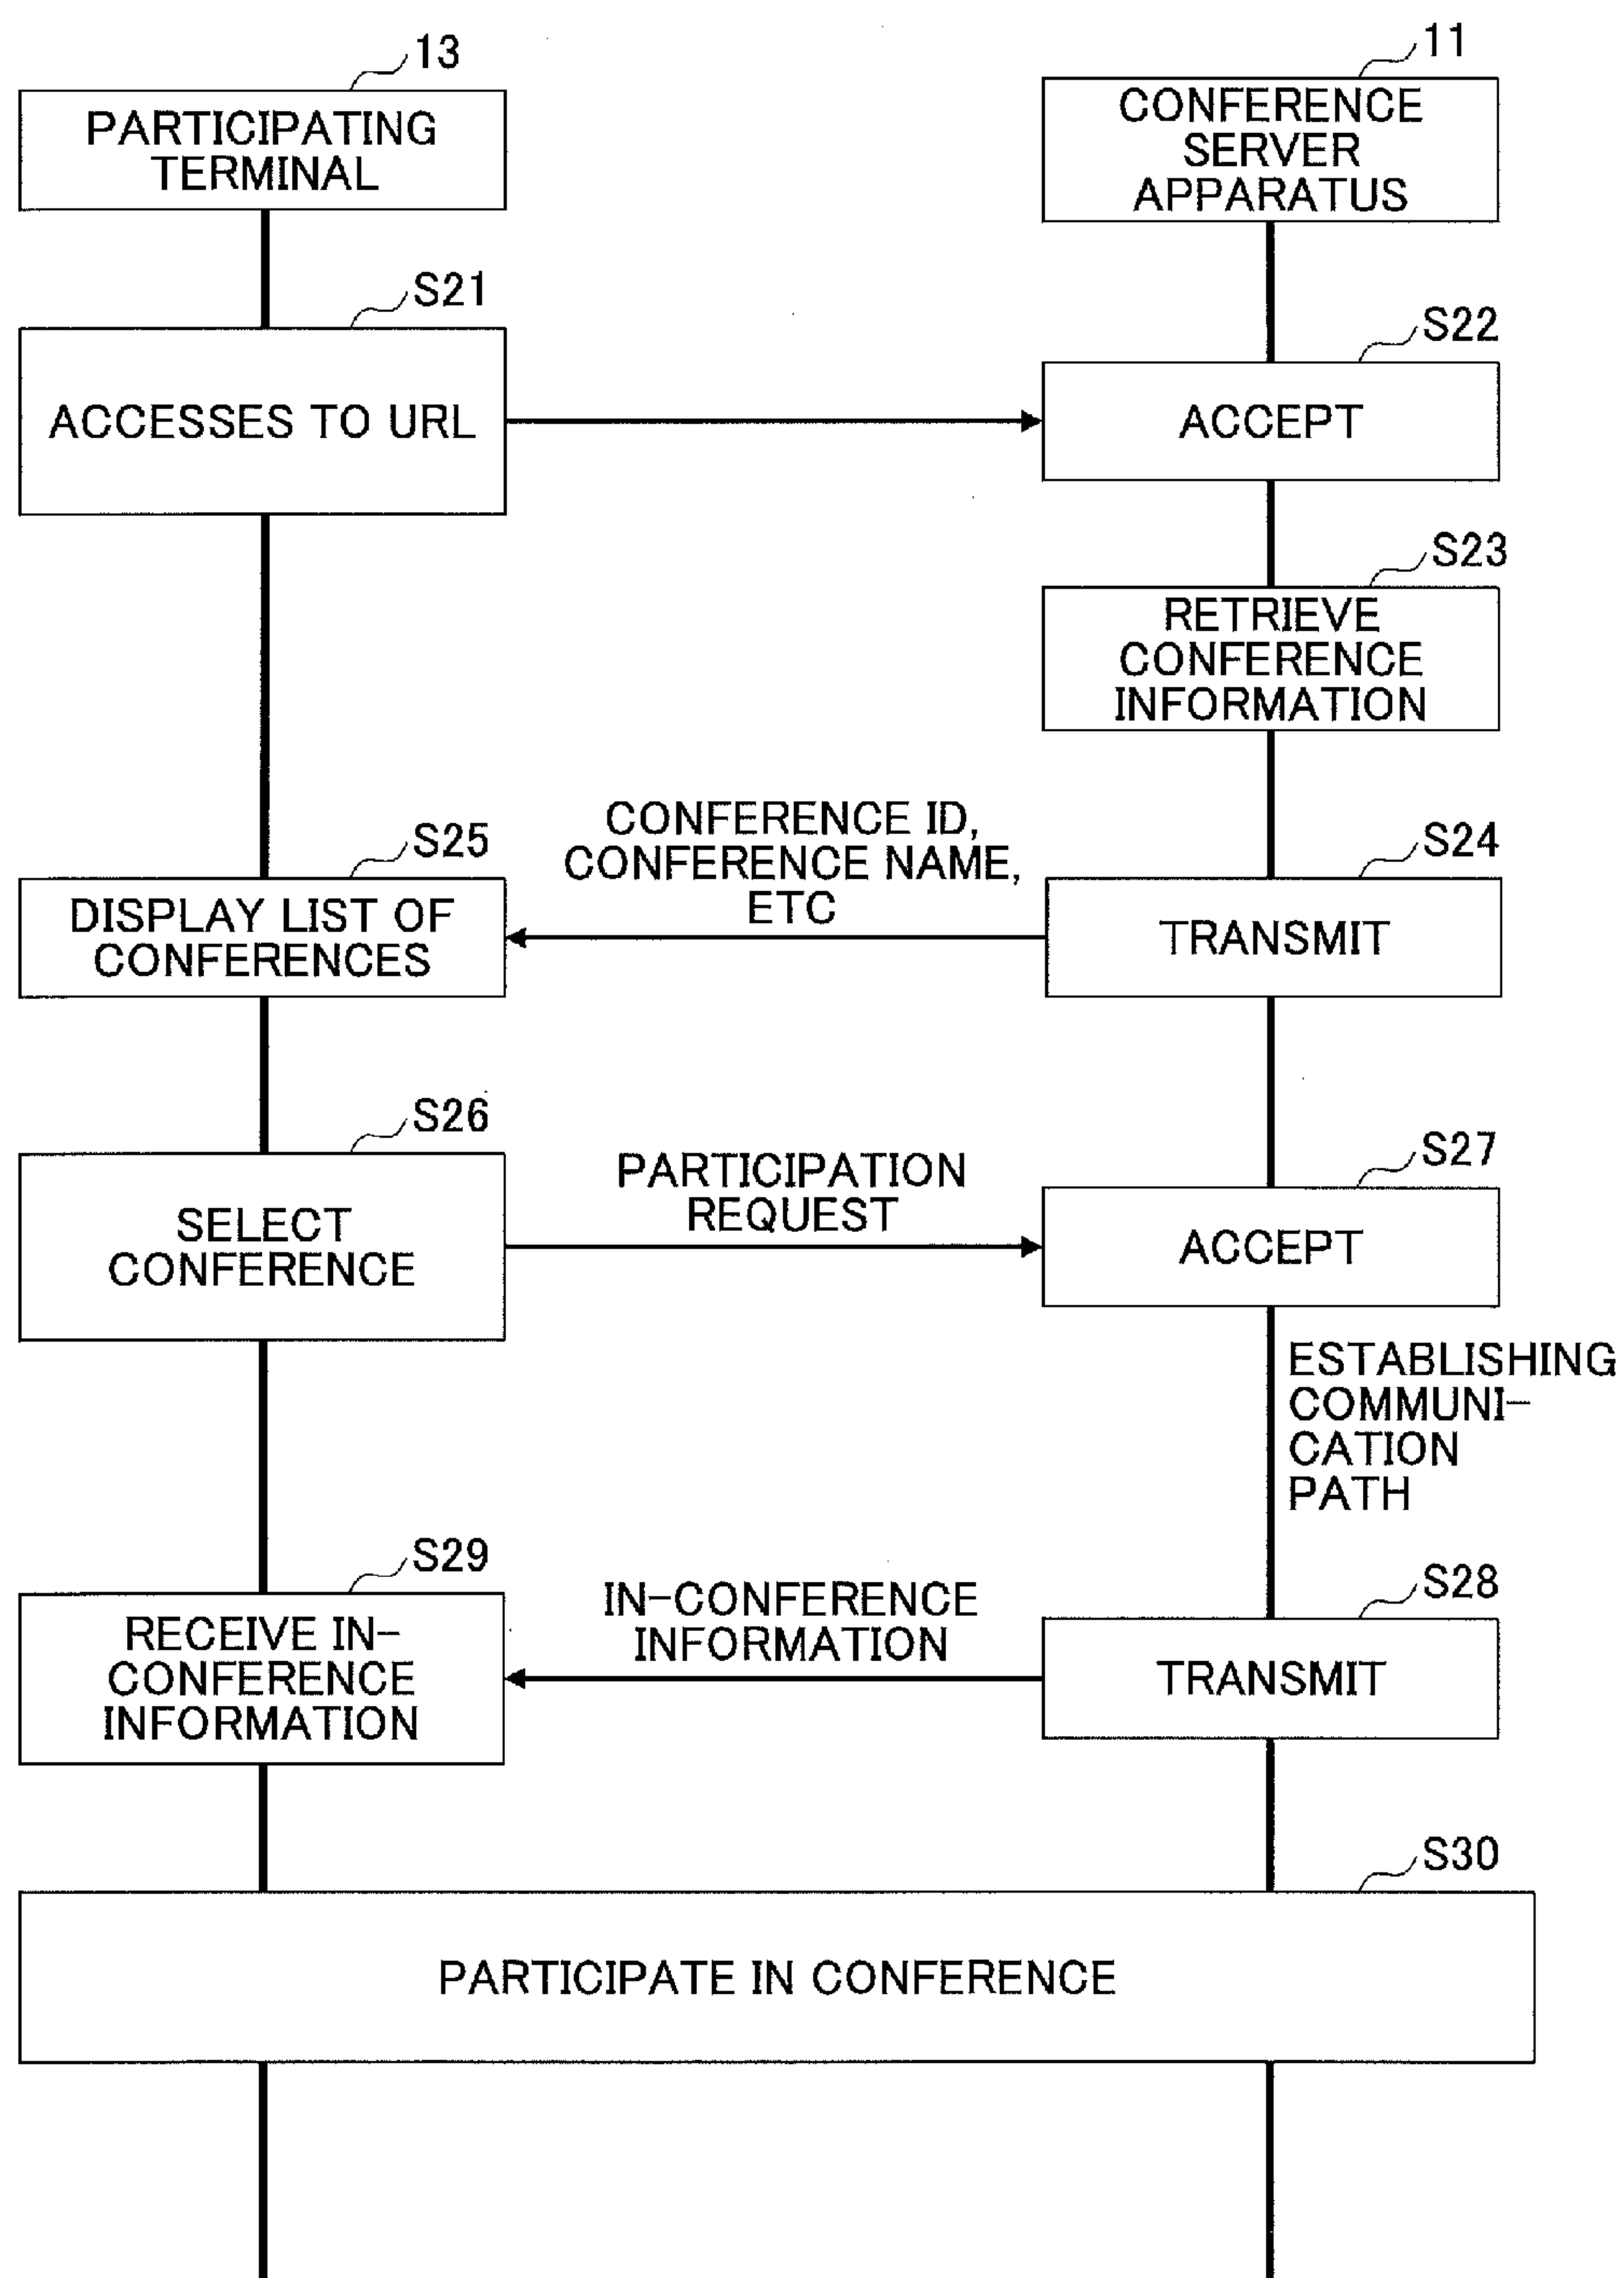 13
PARTICIPATING
TERMINAL
11
CONFERENCE
SERVER
APPARATUS
S21
ACCESSES TO URL
S22
ACCEPT
S23
RETRIEVE
CONFERENCE
INFORMATION
CONFERENCE ID,
CONFERENCE NAME,
ETC
S24
TRANSMIT
S25
DISPLAY LIST OF
CONFERENCES
S26
SELECT
CONFERENCE
PARTICIPATION
REQUEST
S27
ACCEPT
ESTABLISHING
COMMUNI-
CATION
PATH
S28
TRANSMIT
IN-CONFERENCE
INFORMATION
S29
RECEIVE IN-
CONFERENCE
INFORMATION
S30
PARTICIPATE IN CONFERENCE